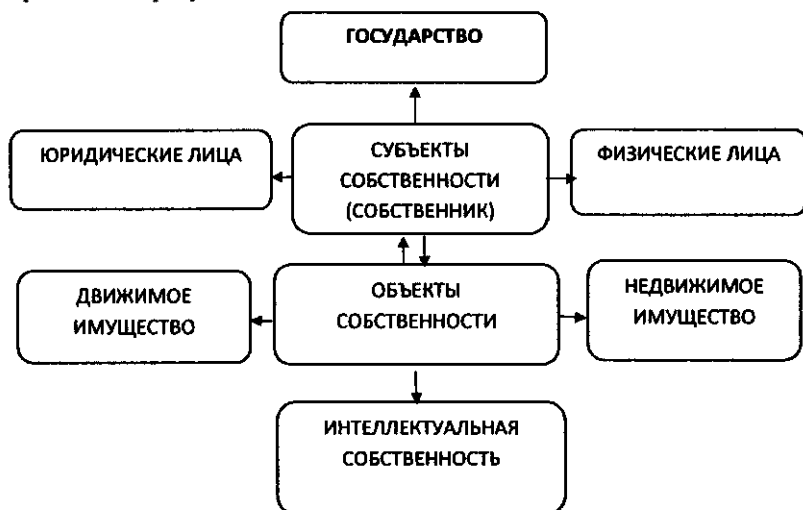 ГОСУДАРСТВО
ЮРИДИЧЕСКИЕ ЛИЦА
СУБЪЕКТЫ
СОБСТВЕННОСТИ
(СОБСТВЕННИК)
ФИЗИЧЕСКИЕ ЛИЦА
ДВИЖИМОЕ
ИМУЩЕСТВО
ОБЪЕКТЫ
СОБСТВЕННОСТИ
НЕДВИЖИМОЕ
ИМУЩЕСТВО
ИНТЕЛЛЕКТУАЛЬНАЯ
СОБСТВЕННОСТЬ